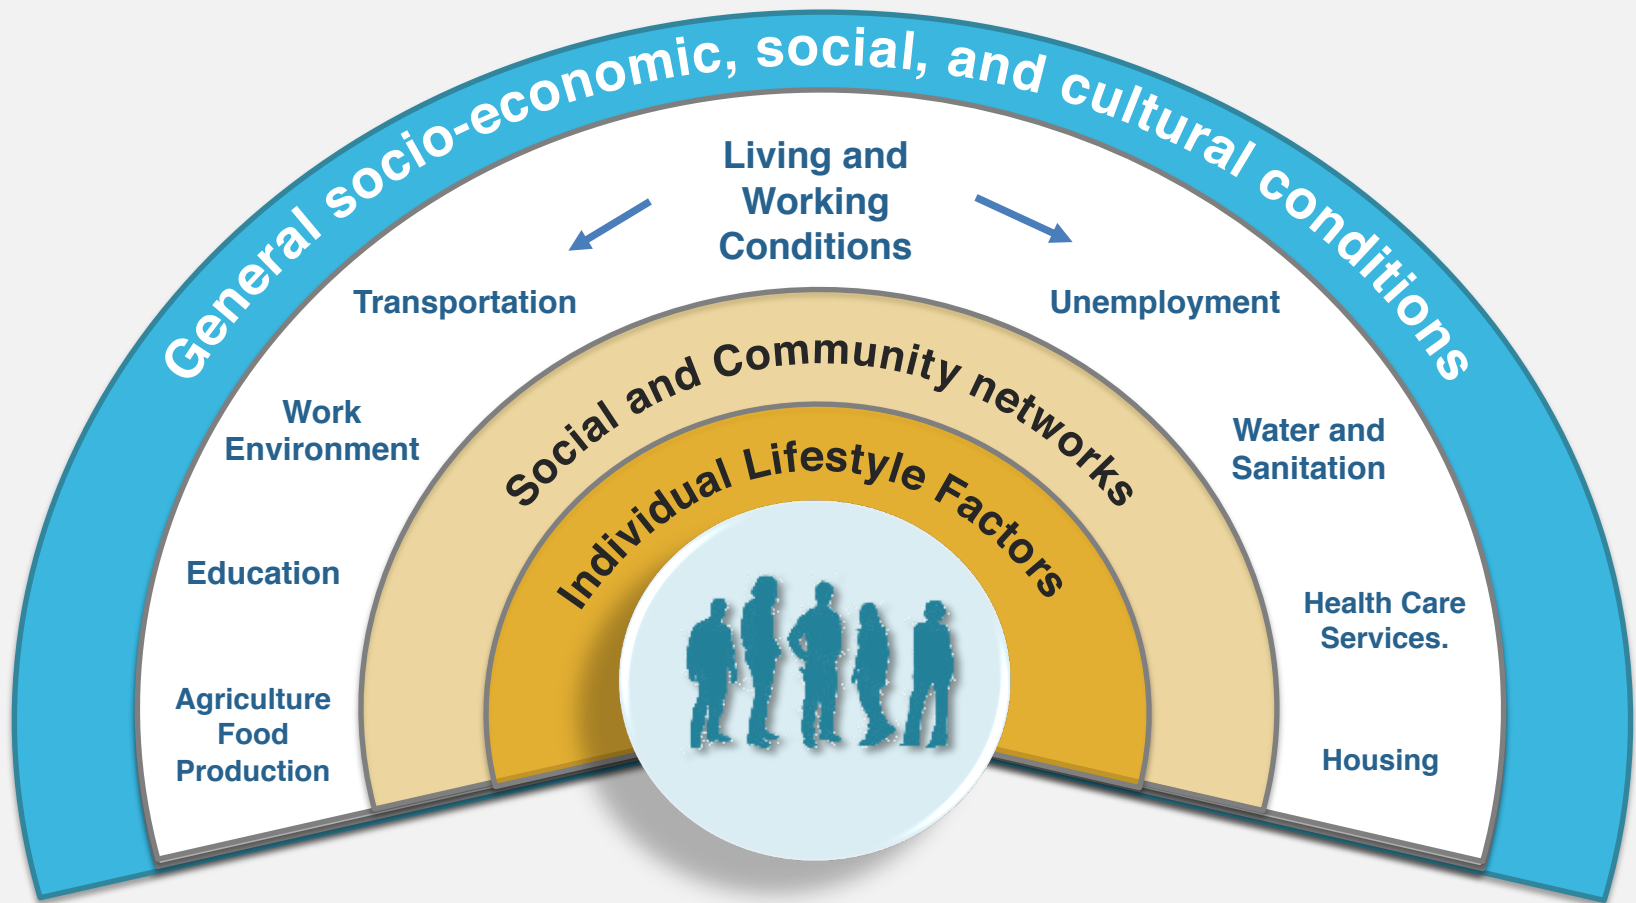 General socio-economic, social, and cultural conditions
Living and
Working
Conditions
Transportation
Unemployment
Work
Environment
Water and
Sanitation
Education
Health Care
Services.
Agriculture
Food
Production
Housing
Social and Community networks
Individual Lifestyle Factors